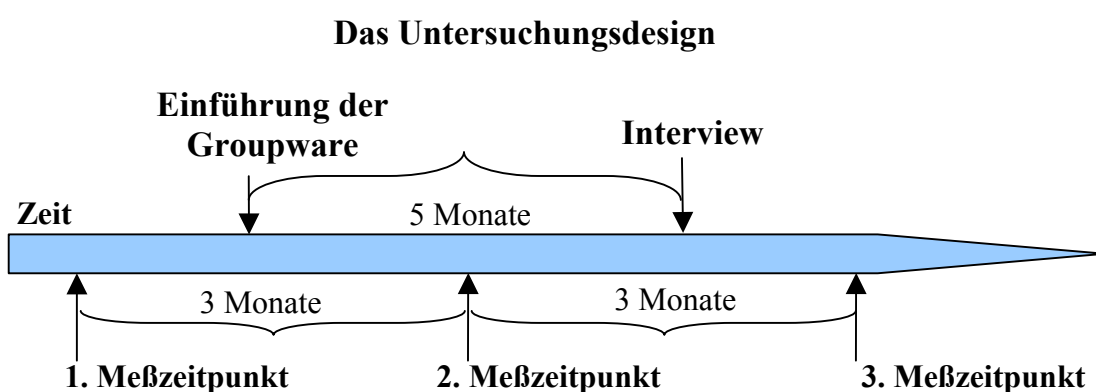 Das Untersuchungsdesign
Einführung der
Groupware
Interview
Zeit
5 Monate
3 Monate
3 Monate
1. Meßzeitpunkt
2. Meßzeitpunkt
3. Meßzeitpunkt